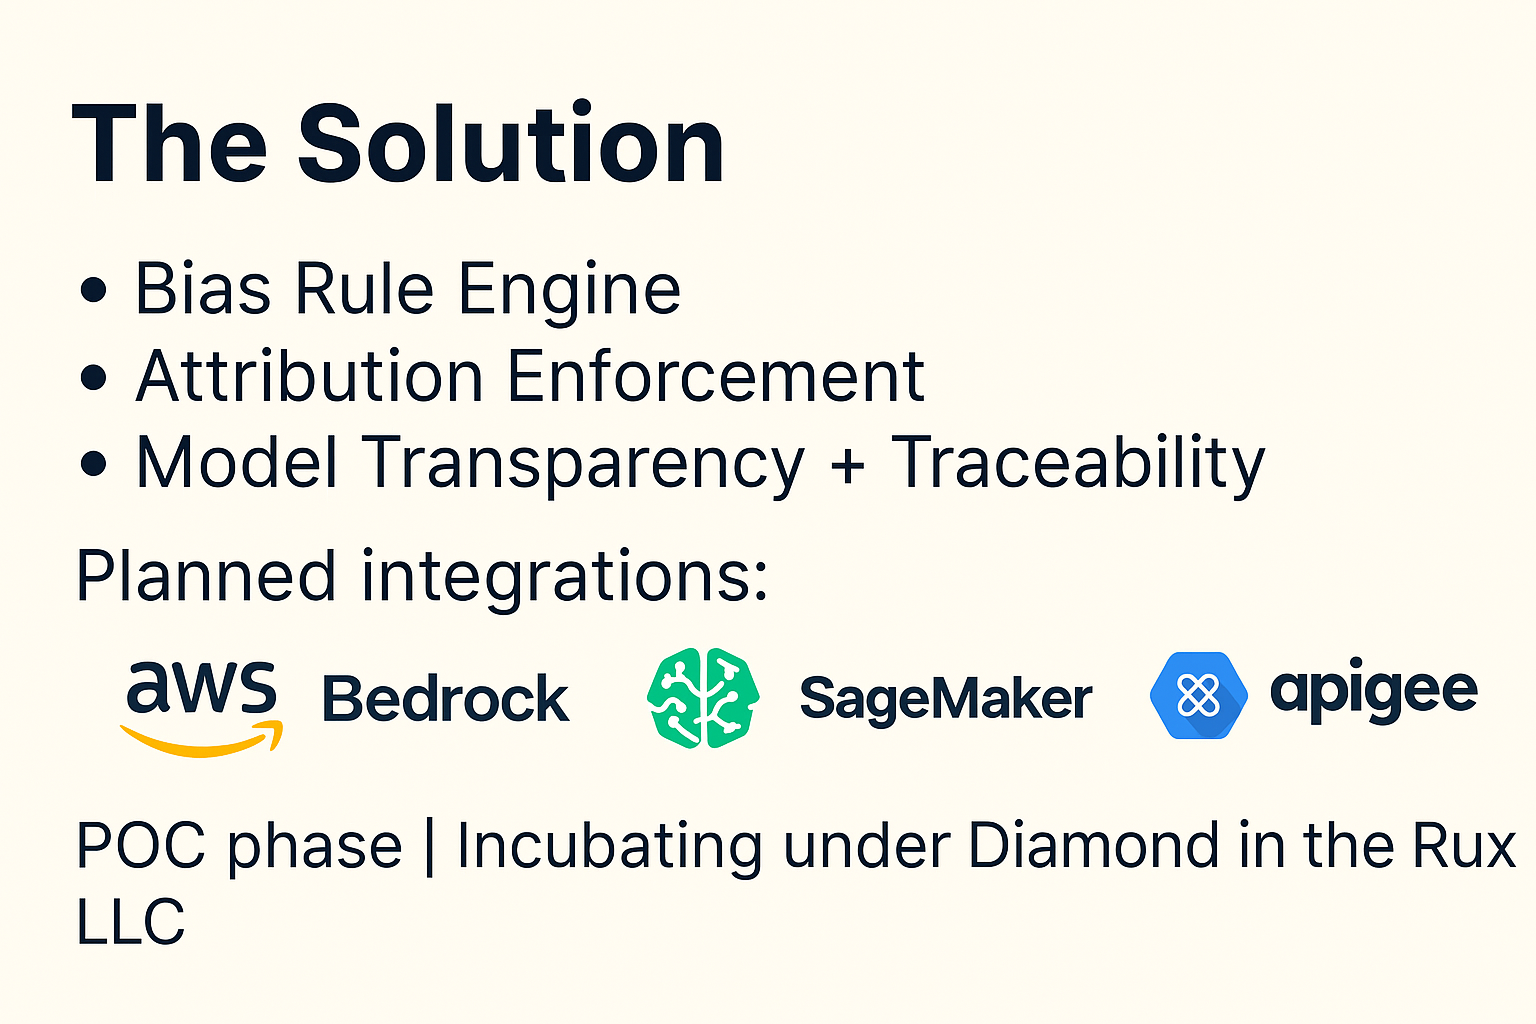 The Solution
• Bias Rule Engine
• Attribution Enforcement
• Model Transparency + Traceability
Planned integrations:
aws Bedrock SageMaker apigee
POC phase | Incubating under Diamond in the Rux
LLC